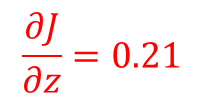 ∂J/∂z = 0.21